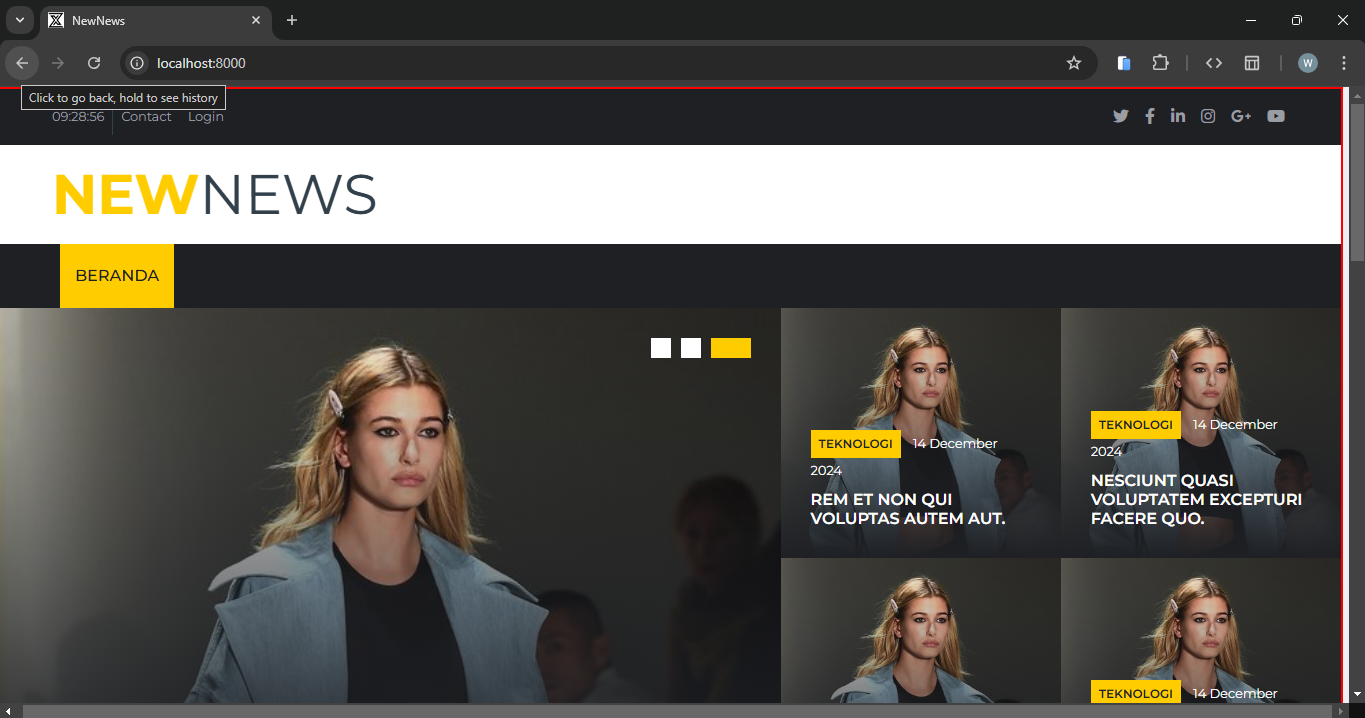 NewNews
localhost:8000
W
Click to go back, hold to see history
09:28:56 Contact Login
NEWNEWS
BERANDA
TEKNOLOGI 14 December
2024
REM ET NON QUI
VOLUPTAS AUTEM AUT.
TEKNOLOGI 14 December
2024
NESCIUNT QUASI
VOLUPTATEM EXCEPTURI
FACERE QUO.
TEKNOLOGI 14 December